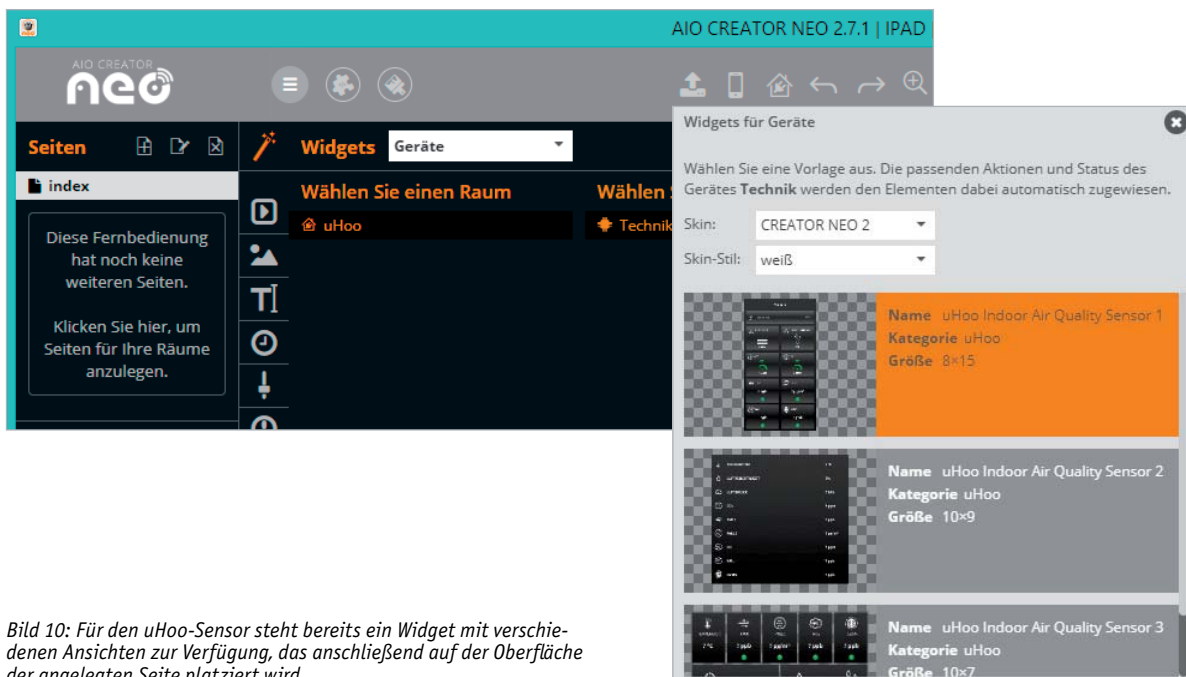 AIO CREATOR NEO 2.7.1 | IPAD
AIO CREATOR
neo
Seiten
Widgets Geräte
index
Wählen Sie einen Raum
Wählen
uHoo
Technik
Diese Fernbedienung
hat noch keine
weiteren Seiten.
Klicken Sie hier, um
Seiten für Ihre Räume
anzulegen.
Widgets für Geräte
Wählen Sie eine Vorlage aus. Die passenden Aktionen und Status des
Gerätes Technik werden den Elementen dabei automatisch zugewiesen.
Skin: CREATOR NEO 2
Skin-Stil: weiß
Name uHoo Indoor Air Quality Sensor 1
Kategorie uHoo
Größe 8×15
Name uHoo Indoor Air Quality Sensor 2
Kategorie uHoo
Größe 10×9
Name uHoo Indoor Air Quality Sensor 3
Kategorie uHoo
Größe 10×7
Bild 10: Für den uHoo-Sensor steht bereits ein Widget mit verschie-
denen Ansichten zur Verfügung, das anschließend auf der Oberfläche
der angelegten Seite platziert wird